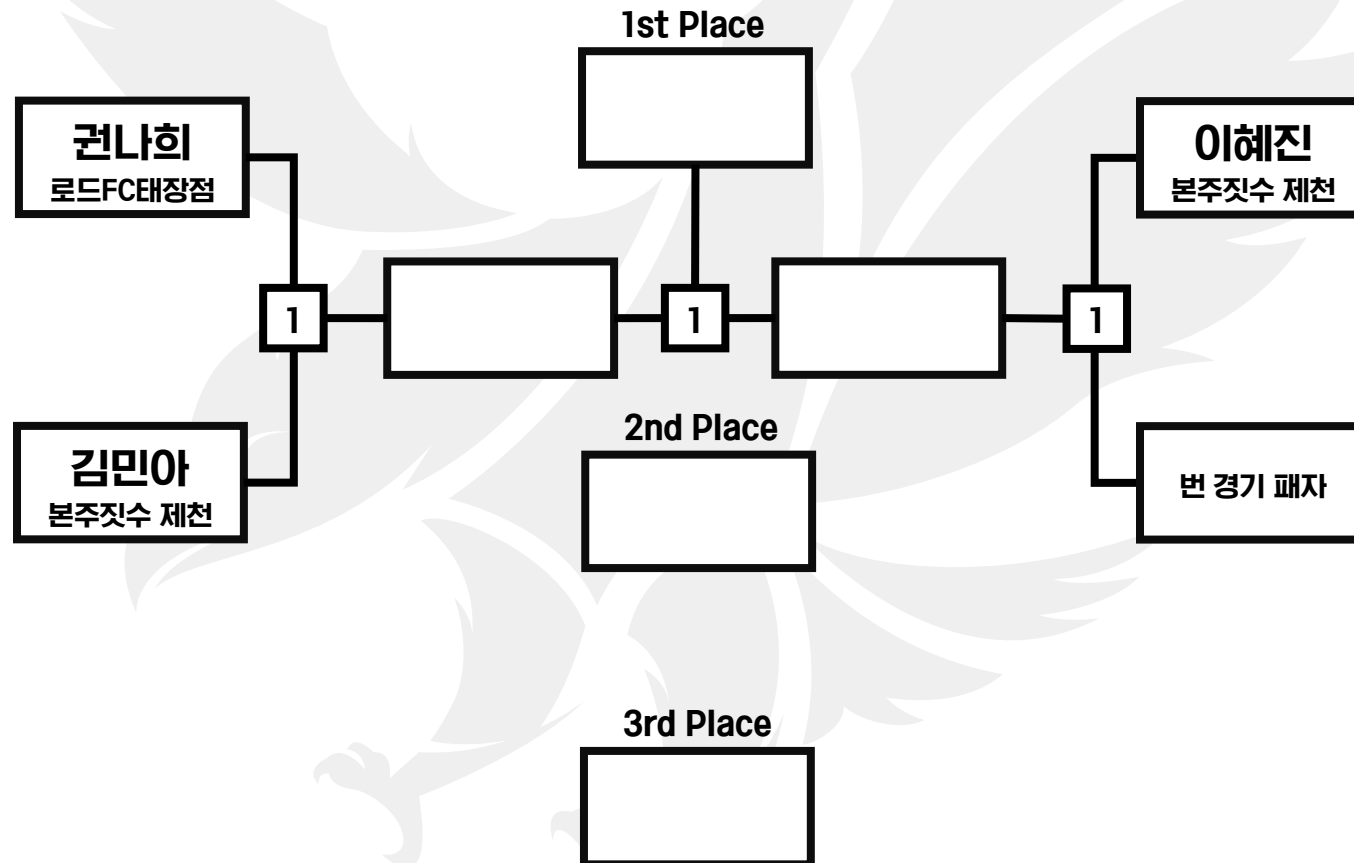 1st Place
권나희
로드FC태장점
이혜진
본주짓수 제천
1
1
1
김민아
본주짓수 제천
2nd Place
번 경기 패자
3rd Place